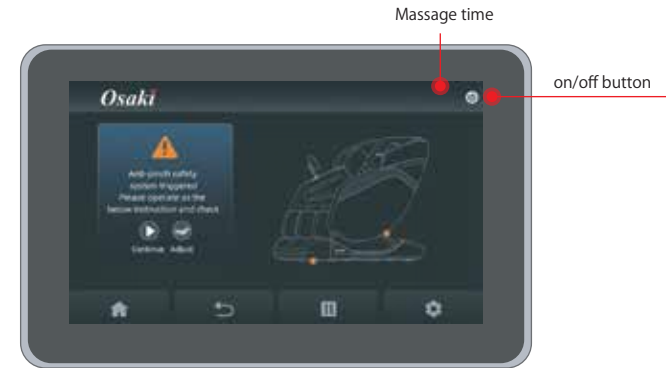 Massage time
on/off button
Osaki
Anti-pinch safety
system triggered
Please operate as the
below instruction and check
Continue Adjust